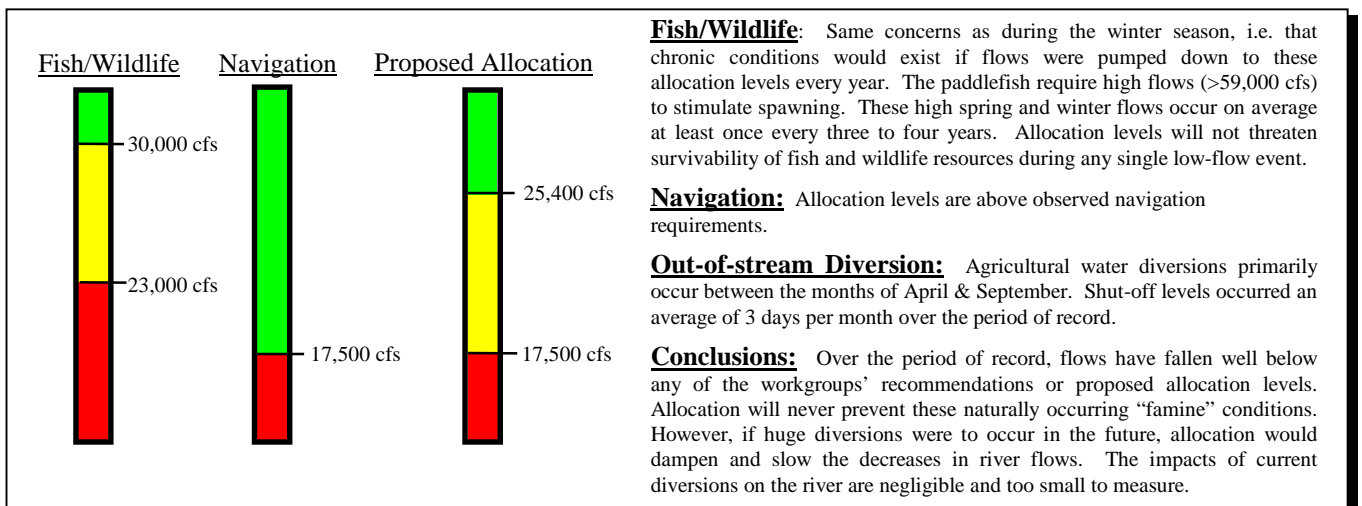 Fish/Wildlife
Navigation
Proposed Allocation
30,000 cfs
23,000 cfs
17,500 cfs
25,400 cfs
17,500 cfs
Fish/Wildlife: Same concerns as during the winter season, i.e. that
chronic conditions would exist if flows were pumped down to these
allocation levels every year. The paddlefish require high flows (>59,000 cfs)
to stimulate spawning. These high spring and winter flows occur on average
at least once every three to four years. Allocation levels will not threaten
survivability of fish and wildlife resources during any single low-flow event.
Navigation: Allocation levels are above observed navigation
requirements.
Out-of-stream Diversion: Agricultural water diversions primarily
occur between the months of April & September. Shut-off levels occurred an
average of 3 days per month over the period of record.
Conclusions: Over the period of record, flows have fallen well below
any of the workgroups’ recommendations or proposed allocation levels.
Allocation will never prevent these naturally occurring “famine” conditions.
However, if huge diversions were to occur in the future, allocation would
dampen and slow the decreases in river flows. The impacts of current
diversions on the river are negligible and too small to measure.